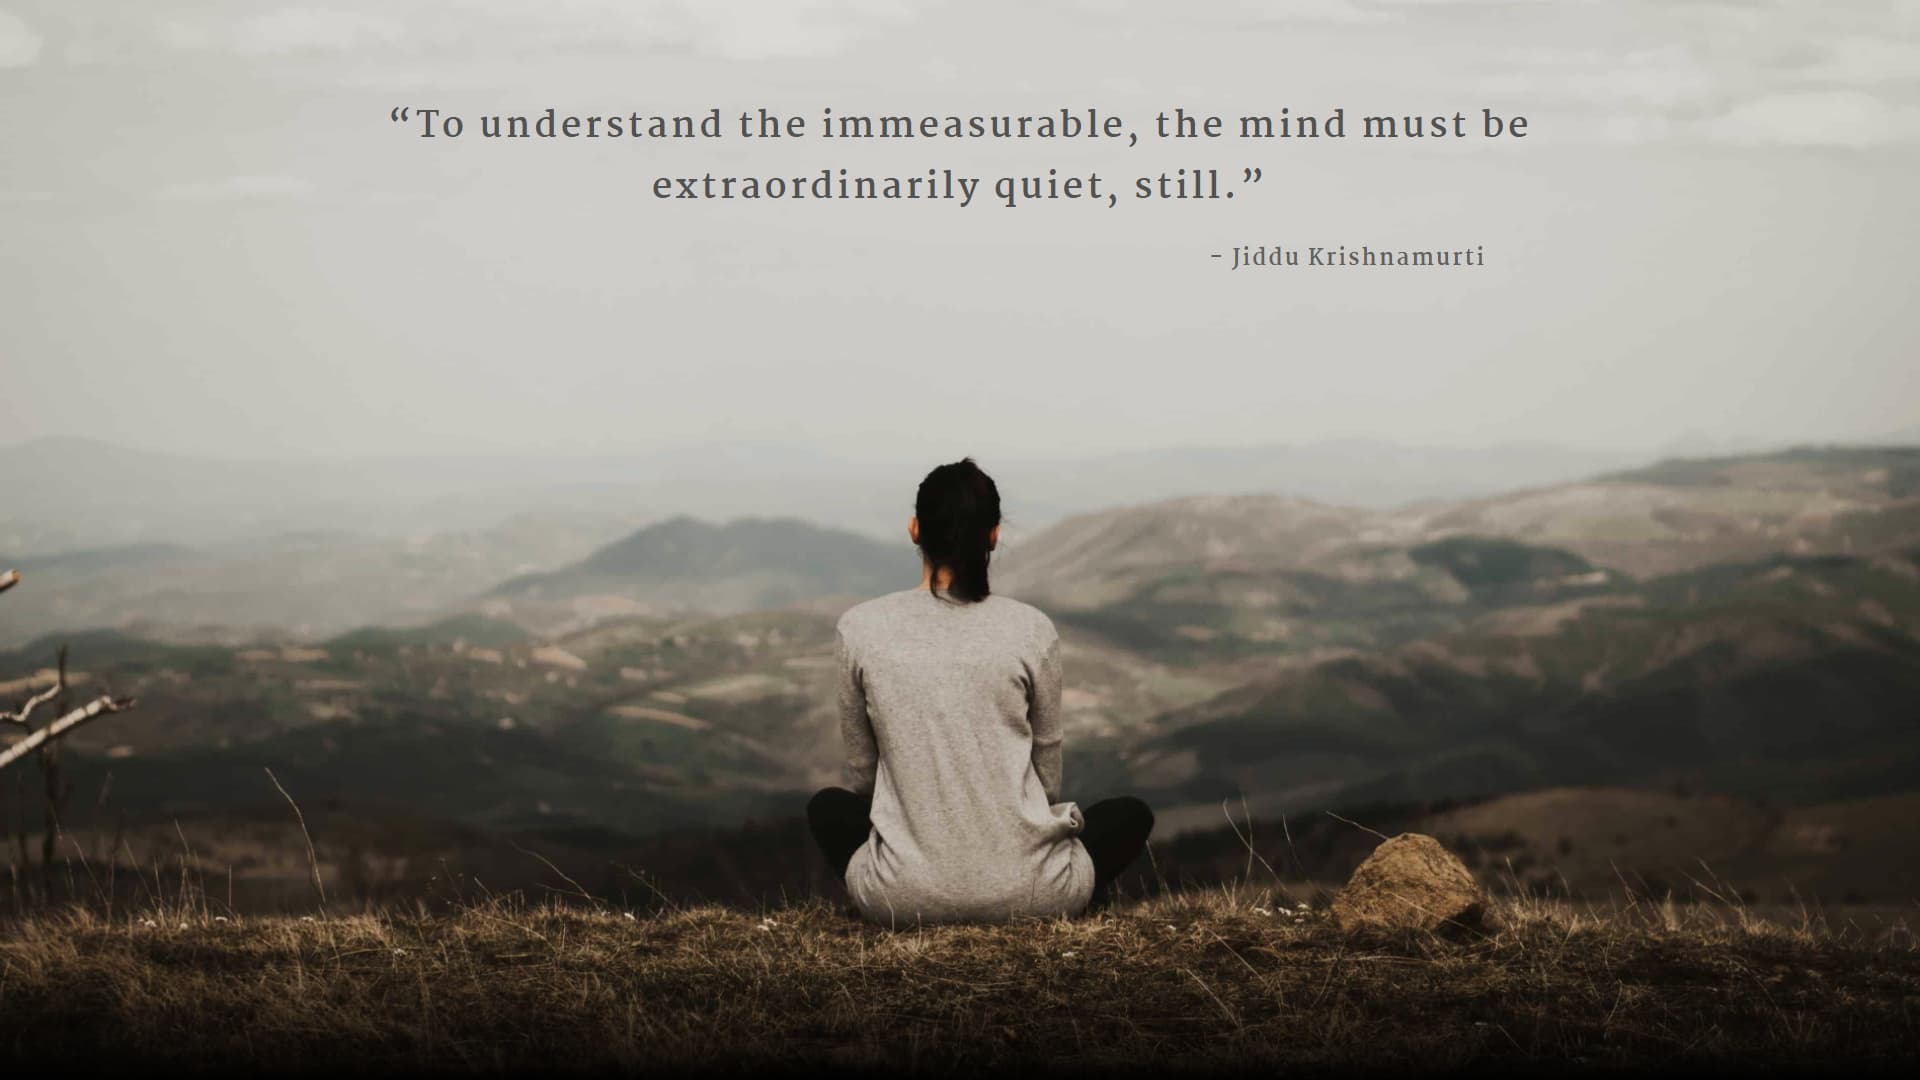 “To understand the immeasurable, the mind must be
extraordinarily quiet, still.”
- Jiddu Krishnamurti